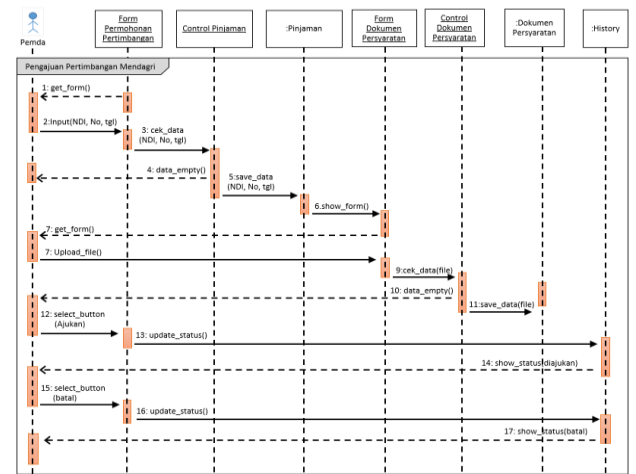 Form
Permohonan
Pertimbangan
Control Pinjaman
:Pinjaman
Form
Dokumen
Persyaratan
Control
Dokumen
Persyaratan
:Dokumen
Persyaratan
:History
Pemda
Pengajuan Pertimbangan Mendagri
1: get_form()
2:Input(NDI, No, tgl)
3: cek_data
(NDI, No, tgl)
4: data_empty()
5:save_data
(NDI, No, tgl)
6.show_form()
7: get_form()
7: Upload_file()
9:cek_data(file)
10: data_empty()
11:save_data(file)
12: select_button
(Ajukan)
13: update_status()
14: show_status(diajukan)
15: select_button
(batal)
16: update_status()
17: show_status(batal)